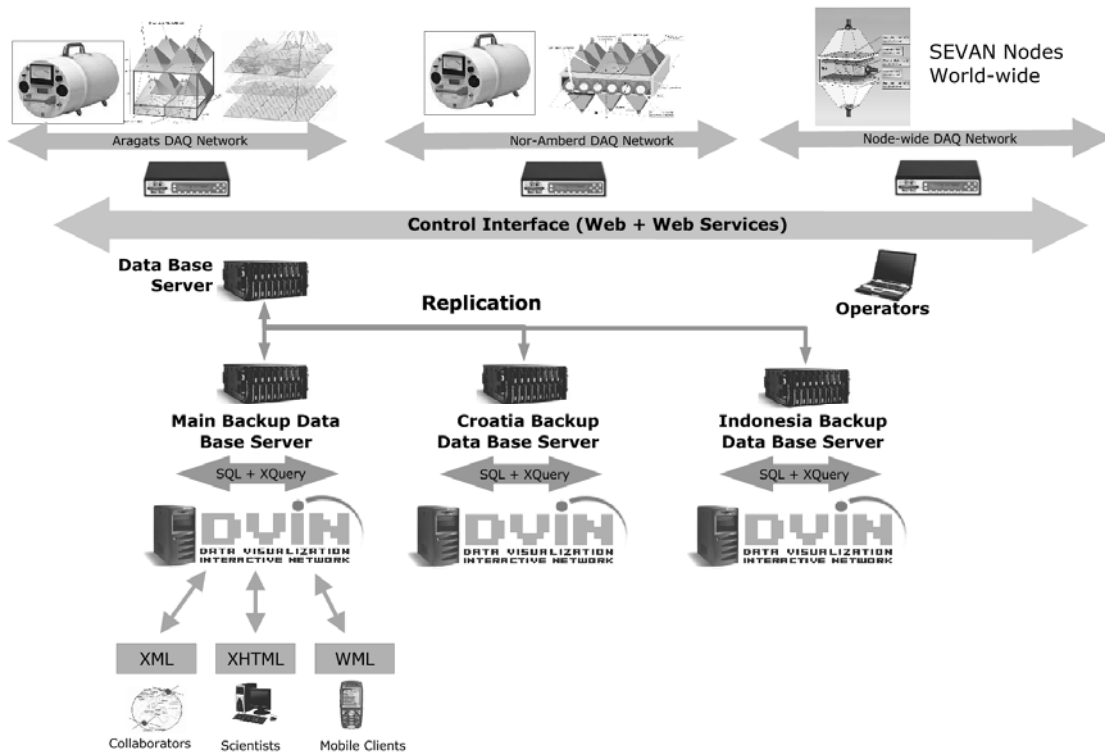 SEVAN Nodes
World-wide
Aragats DAQ Network
Nor-Amberd DAQ Network
Node-wide DAQ Network
Control Interface (Web + Web Services)
Data Base
Server
Replication
Operators
Main Backup Data
Base Server
Croatia Backup
Data Base Server
Indonesia Backup
Data Base Server
SQL + XQuery
SQL + XQuery
SQL + XQuery
DVIN
DATA VISUALIZATION
INTERACTIVE NETWORK
DVIN
DATA VISUALIZATION
INTERACTIVE NETWORK
DVIN
DATA VISUALIZATION
INTERACTIVE NETWORK
XML
XHTML
WML
Collaborators
Scientists
Mobile Clients